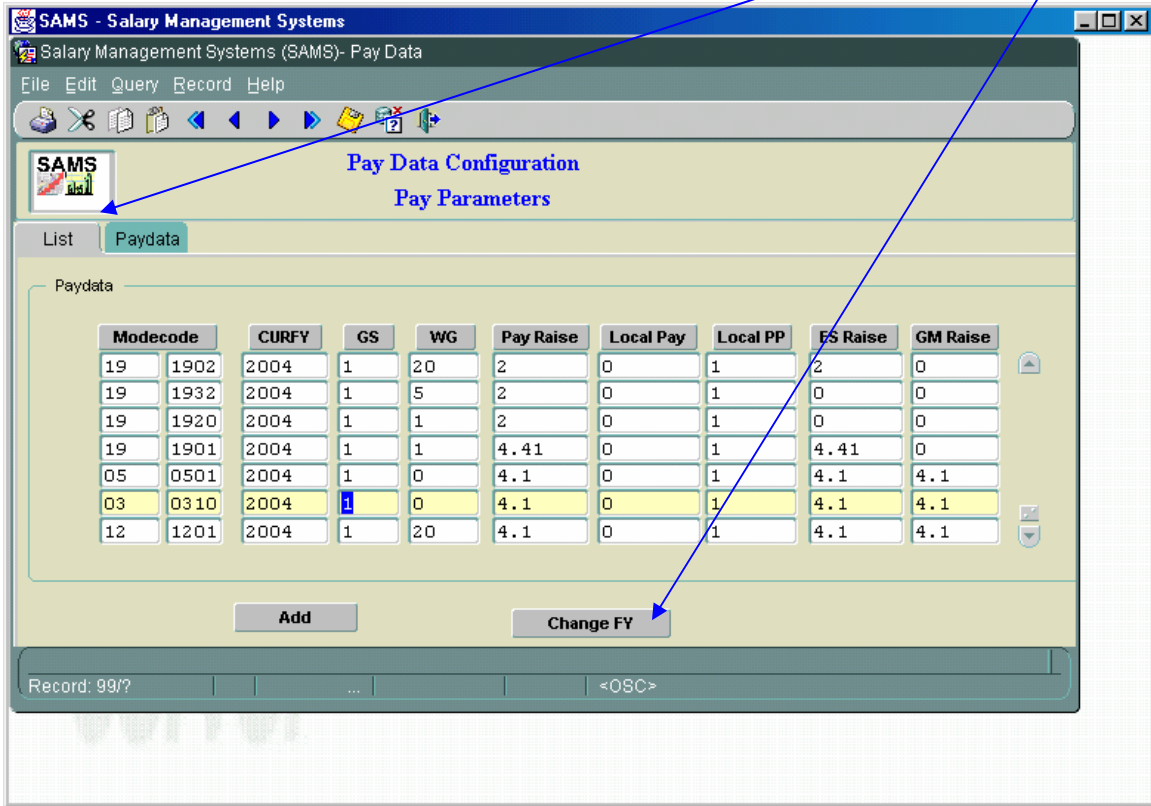 SAMS - Salary Management Systems
Salary Management Systems (SAMS)- Pay Data
File Edit Query Record Help
SAMS
Pay Data Configuration
Pay Parameters
List Paydata
Paydata
Modecode CURFY GS WG Pay Raise Local Pay Local PP ES Raise GM Raise
19 1902 2004 1 20 2 0 1 2 0
19 1932 2004 1 5 2 0 1 0 0
19 1920 2004 1 1 2 0 1 0 0
19 1901 2004 1 1 4.41 0 1 4.41 0
05 0501 2004 1 0 4.1 0 1 4.1 4.1
03 0310 2004 1 0 4.1 0 1 4.1 4.1
12 1201 2004 1 20 4.1 0 1 4.1 4.1
Add Change FY
Record: 99/? ... <OSC>